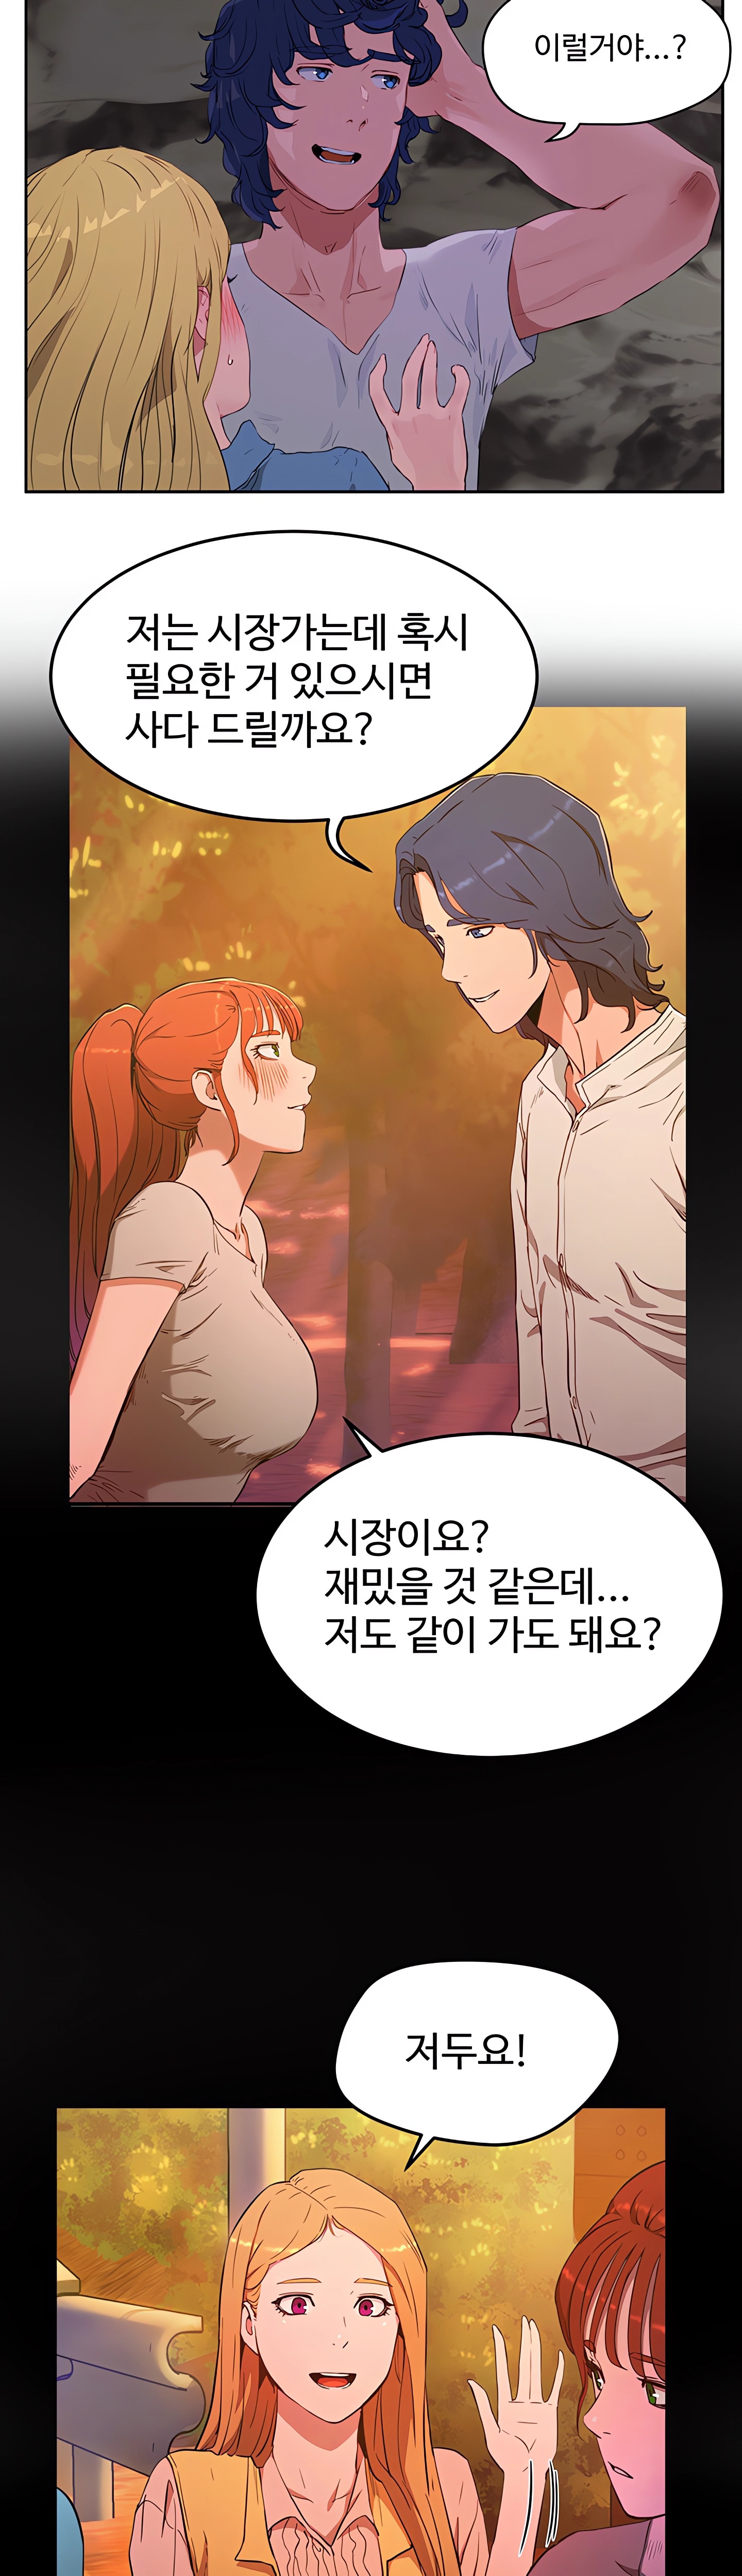 이럴거야...?
저는 시장가는데 혹시
필요한 거 있으시면
사다 드릴까요?
시장이요?
재밌을 것 같은데...
저도 같이 가도 돼요?
저두요!